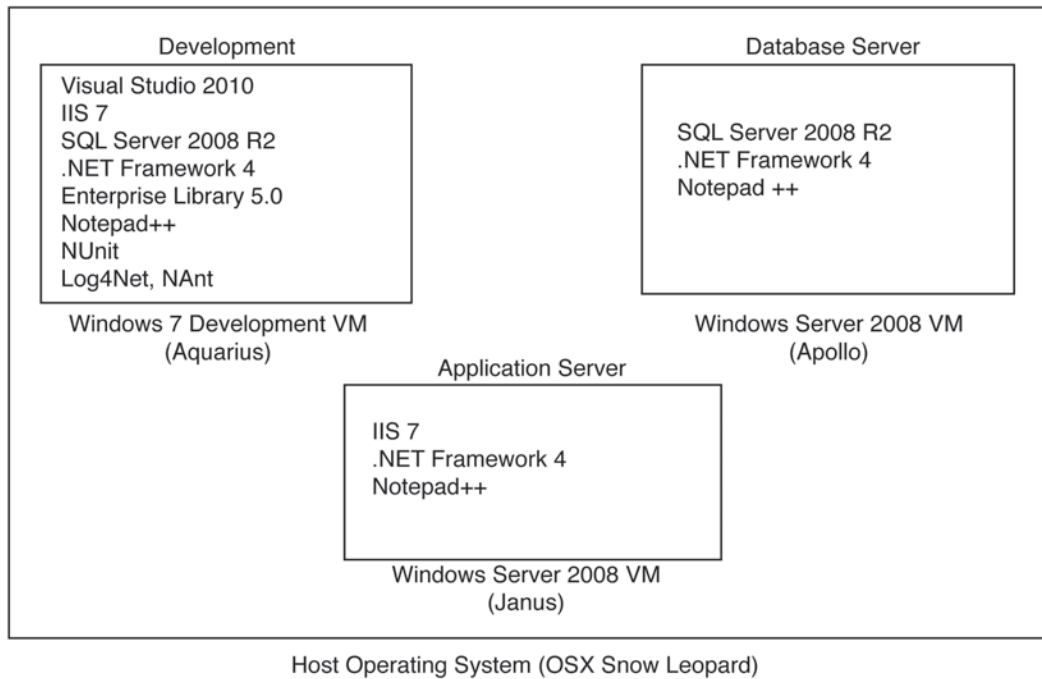 Development
Visual Studio 2010
IIS 7
SQL Server 2008 R2
.NET Framework 4
Enterprise Library 5.0
Notepad++
NUnit
Log4Net, NAnt
Windows 7 Development VM
(Aquarius)
Database Server
SQL Server 2008 R2
.NET Framework 4
Notepad ++
Windows Server 2008 VM
(Apollo)
Application Server
IIS 7
.NET Framework 4
Notepad++
Windows Server 2008 VM
(Janus)
Host Operating System (OSX Snow Leopard)